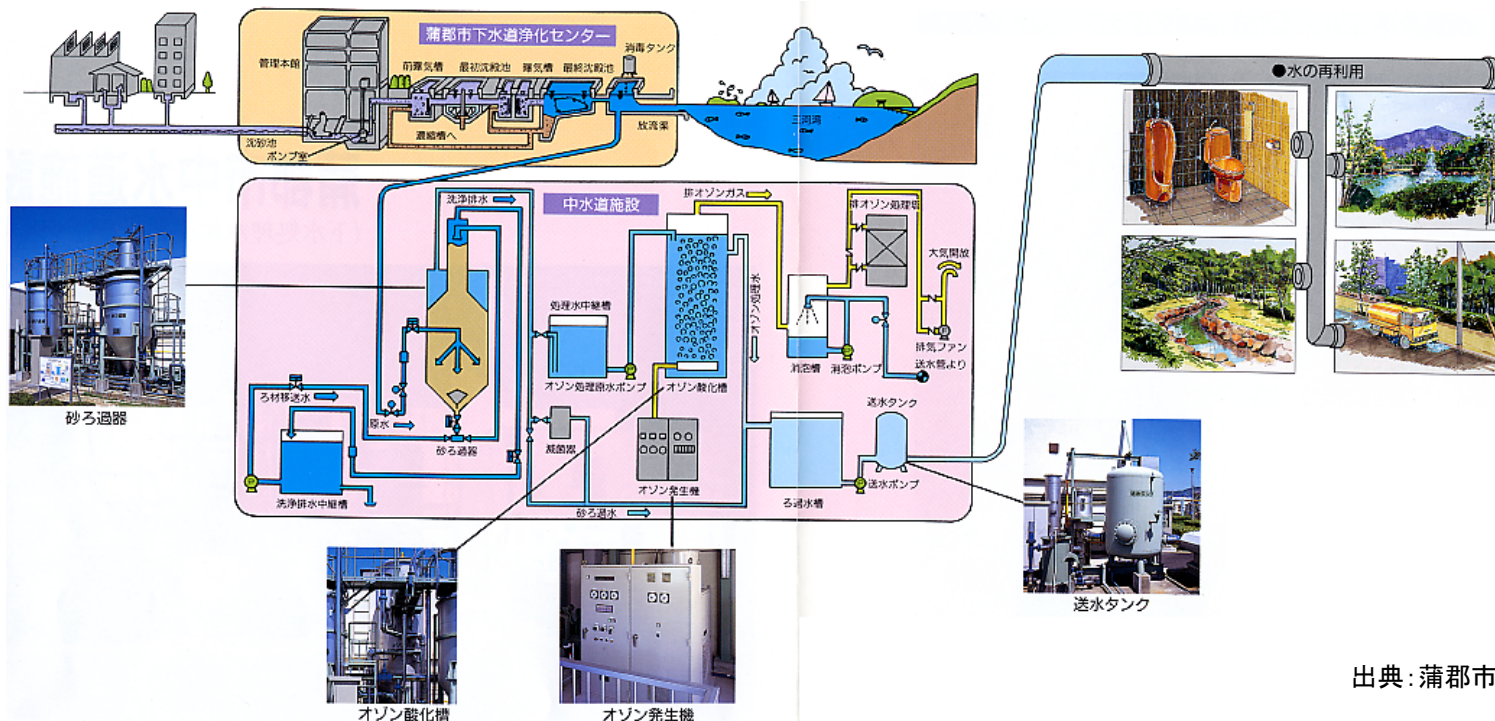 蒲郡市下水道浄化センター
消毒タンク
管理本館
前曝気槽
最初沈殿池
曝気槽
最終沈殿池
濃縮槽へ
放流渠
三河湾
沈砂池
ポンプ室
●水の再利用
中水道施設
洗浄排水
排オゾンガス
排オゾン処理塔
大気開放
処理水中継槽
オゾン処理水
排気ファン
オゾン処理原水ポンプ
オゾン酸化槽
消泡槽
消泡ポンプ
送水管より
ろ材移送水
原水
砂ろ過器
滅菌器
オゾン発生機
送水タンク
洗浄排水中継槽
砂ろ過水
ろ過水槽
送水ポンプ
砂ろ過器
オゾン酸化槽
オゾン発生機
送水タンク
出典：蒲郡市